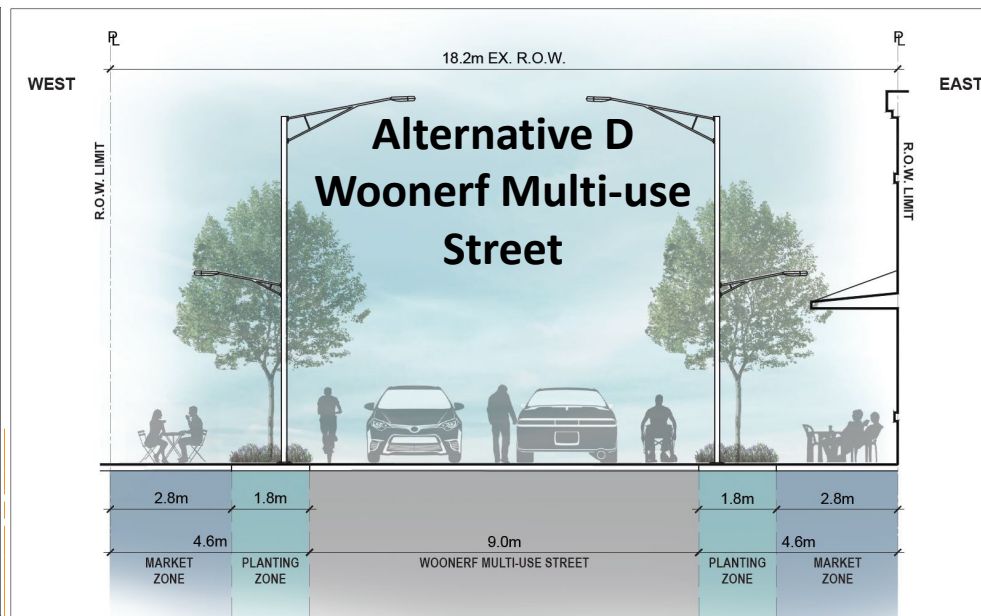 PL
PL
18.2m EX. R.O.W.
WEST
EAST
Alternative D
Woonerf Multi-use
Street
R.O.W. LIMIT
R.O.W. LIMIT
2.8m
1.8m
1.8m
2.8m
4.6m
9.0m
4.6m
MARKET
ZONE
PLANTING
ZONE
WOONERF MULTI-USE STREET
PLANTING
ZONE
MARKET
ZONE